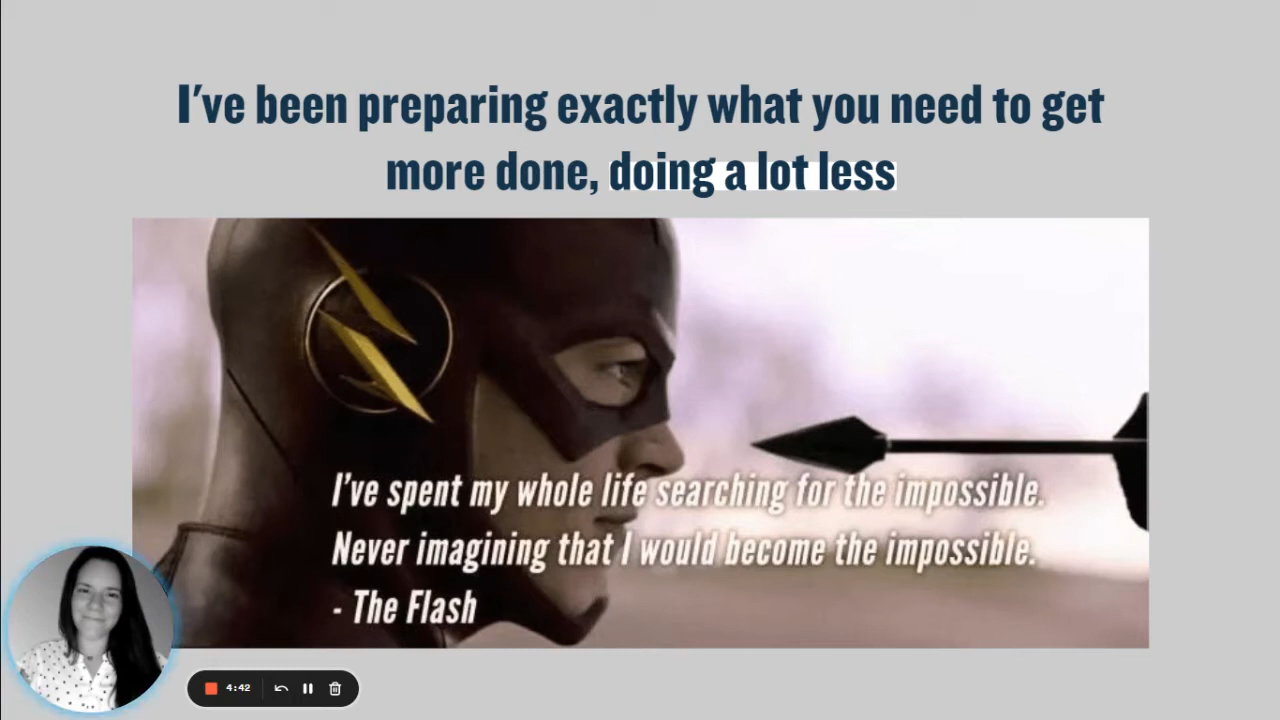 I've been preparing exactly what you need to get
more done, doing a lot less
I've spent my whole life searching for the impossible.
Never imagining that I would become the impossible.
- The Flash
4:42